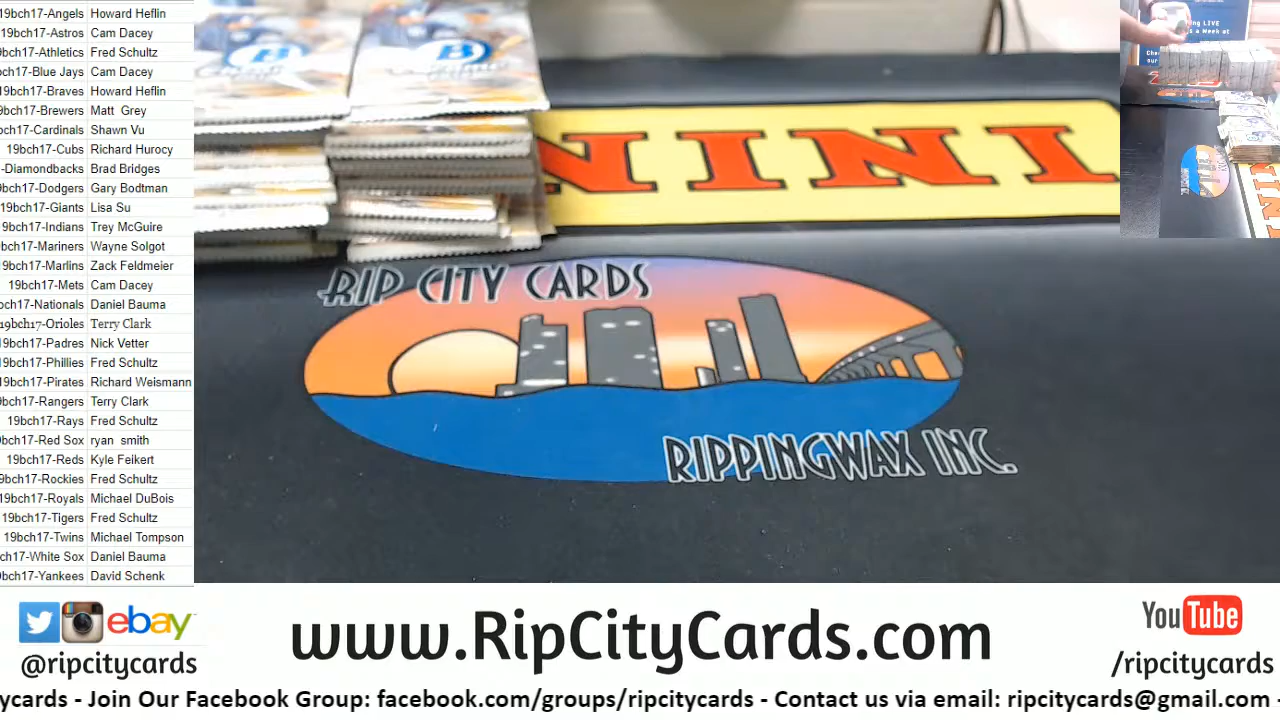 19bch17-Angels Howard Heflin
19bch17-Astros Cam Dacey
9bch17-Athletics Fred Schultz
bch17-Blue Jays Cam Dacey
9bch17-Braves Howard Heflin
9bch17-Brewers Matt Grey
bch17-Cardinals Shawn Vu
19bch17-Cubs Richard Hurocy
-Diamondbacks Brad Bridges
9bch17-Dodgers Gary Bodtman
19bch17-Giants Lisa Su
9bch17-Indians Trey McGuire
bch17-Mariners Wayne Solgot
9bch17-Marlins Zack Feldmeier
19bch17-Mets Cam Dacey
bch17-Nationals Daniel Bauma
19bch17-Orioles Terry Clark
9bch17-Padres Nick Vetter
9bch17-Phillies Fred Schultz
9bch17-Pirates Richard Weismann
9bch17-Rangers Terry Clark
19bch17-Rays Fred Schultz
9bch17-Red Sox ryan smith
19bch17-Reds Kyle Feikert
9bch17-Rockies Fred Schultz
19bch17-Royals Michael DuBois
19bch17-Tigers Fred Schultz
19bch17-Twins Michael Tompson
ch17-White Sox Daniel Bauma
9bch17-Yankees David Schenk
NINI
RIP CITY CARDS
RIPPINGWAX INC.
ebay
@ripcitycards
www.RipCityCards.com
YouTube
/ripcitycards
ycards - Join Our Facebook Group: facebook.com/groups/ripcitycards - Contact us via email: ripcitycards@gmail.com -